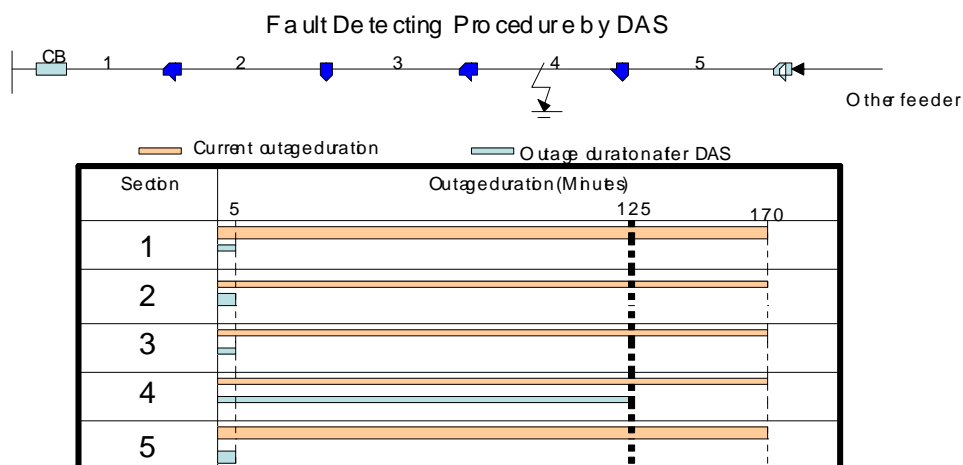 Fault Detecting Procedure by DAS
CB 1 2 3 4 5
Other feeder
Current outage duration Outage duration after DAS
Section Outage duration (Minutes)
5 125 170
1
2
3
4
5